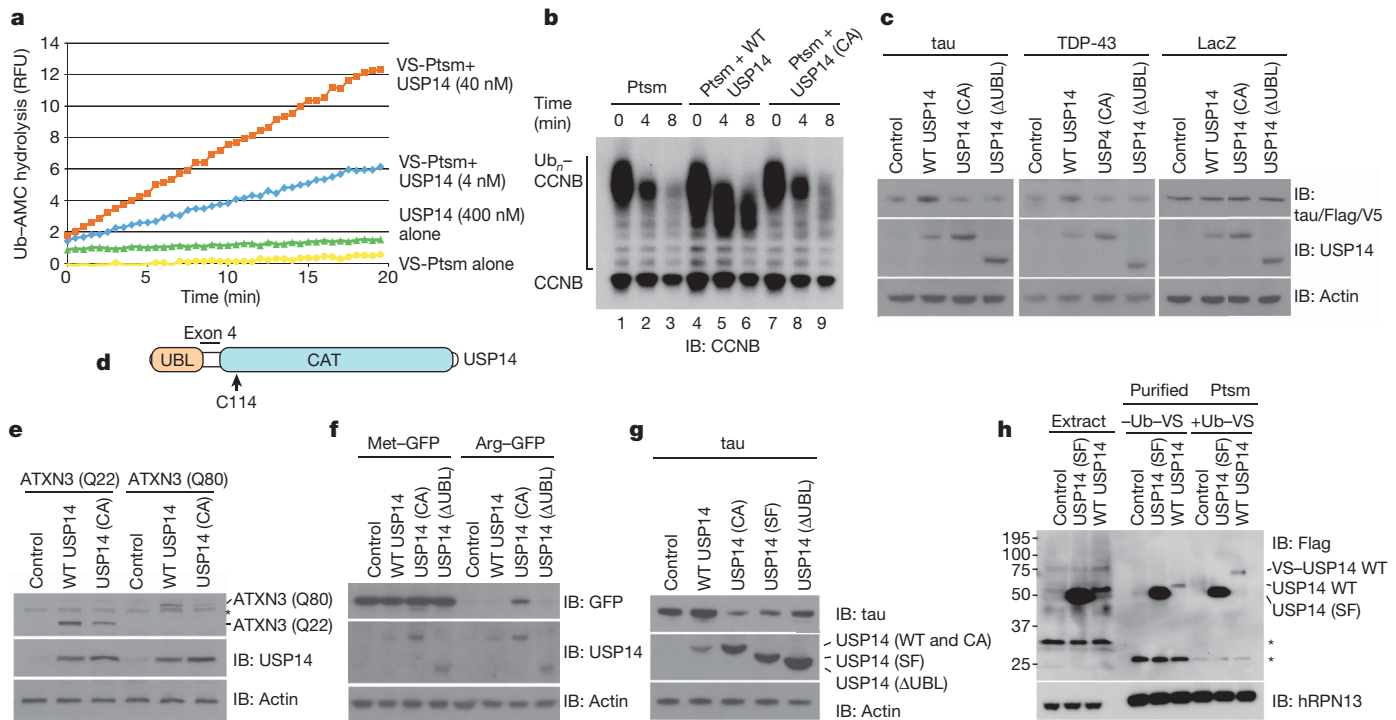 a
Ub–AMC hydrolysis (RFU)
14
12
10
8
6
4
2
0
0
5
10
15
20
Time (min)
VS-Ptsm+
USP14 (40 nM)
VS-Ptsm+
USP14 (4 nM)
USP14 (400 nM)
alone
VS-Ptsm alone
b
Ptsm
Ptsm + WT
USP14
Ptsm +
USP14 (CA)
Time
(min)
0 4 8 0 4 8 0 4 8
Ubn–
CCNB
CCNB
1 2 3 4 5 6 7 8 9
IB: CCNB
c
tau
TDP-43
LacZ
Control
WT USP14
USP14 (CA)
USP14 (ΔUBL)
Control
WT USP14
USP4 (CA)
USP14 (ΔUBL)
Control
WT USP14
USP14 (CA)
USP14 (ΔUBL)
IB:
tau/Flag/V5
IB: USP14
IB: Actin
d
Exon 4
UBL
CAT
USP14
C114
e
ATXN3 (Q22)
ATXN3 (Q80)
Control
WT USP14
USP14 (CA)
Control
WT USP14
USP14 (CA)
ATXN3 (Q80)
*
ATXN3 (Q22)
IB: USP14
IB: Actin
f
Met–GFP
Arg–GFP
Control
WT USP14
USP14 (CA)
USP14 (ΔUBL)
Control
WT USP14
USP14 (CA)
USP14 (ΔUBL)
IB: GFP
IB: USP14
IB: Actin
g
tau
Control
WT USP14
USP14 (CA)
USP14 (SF)
USP14 (ΔUBL)
IB: tau
USP14 (WT and CA)
USP14 (SF)
USP14 (ΔUBL)
IB: Actin
h
Purified Ptsm
Extract
–Ub–VS
+Ub–VS
Control
USP14 (SF)
WT USP14
Control
USP14 (SF)
WT USP14
Control
USP14 (SF)
WT USP14
195
100
75
50
37
25
IB: Flag
VS–USP14 WT
USP14 WT
USP14 (SF)
*
*
IB: hRPN13